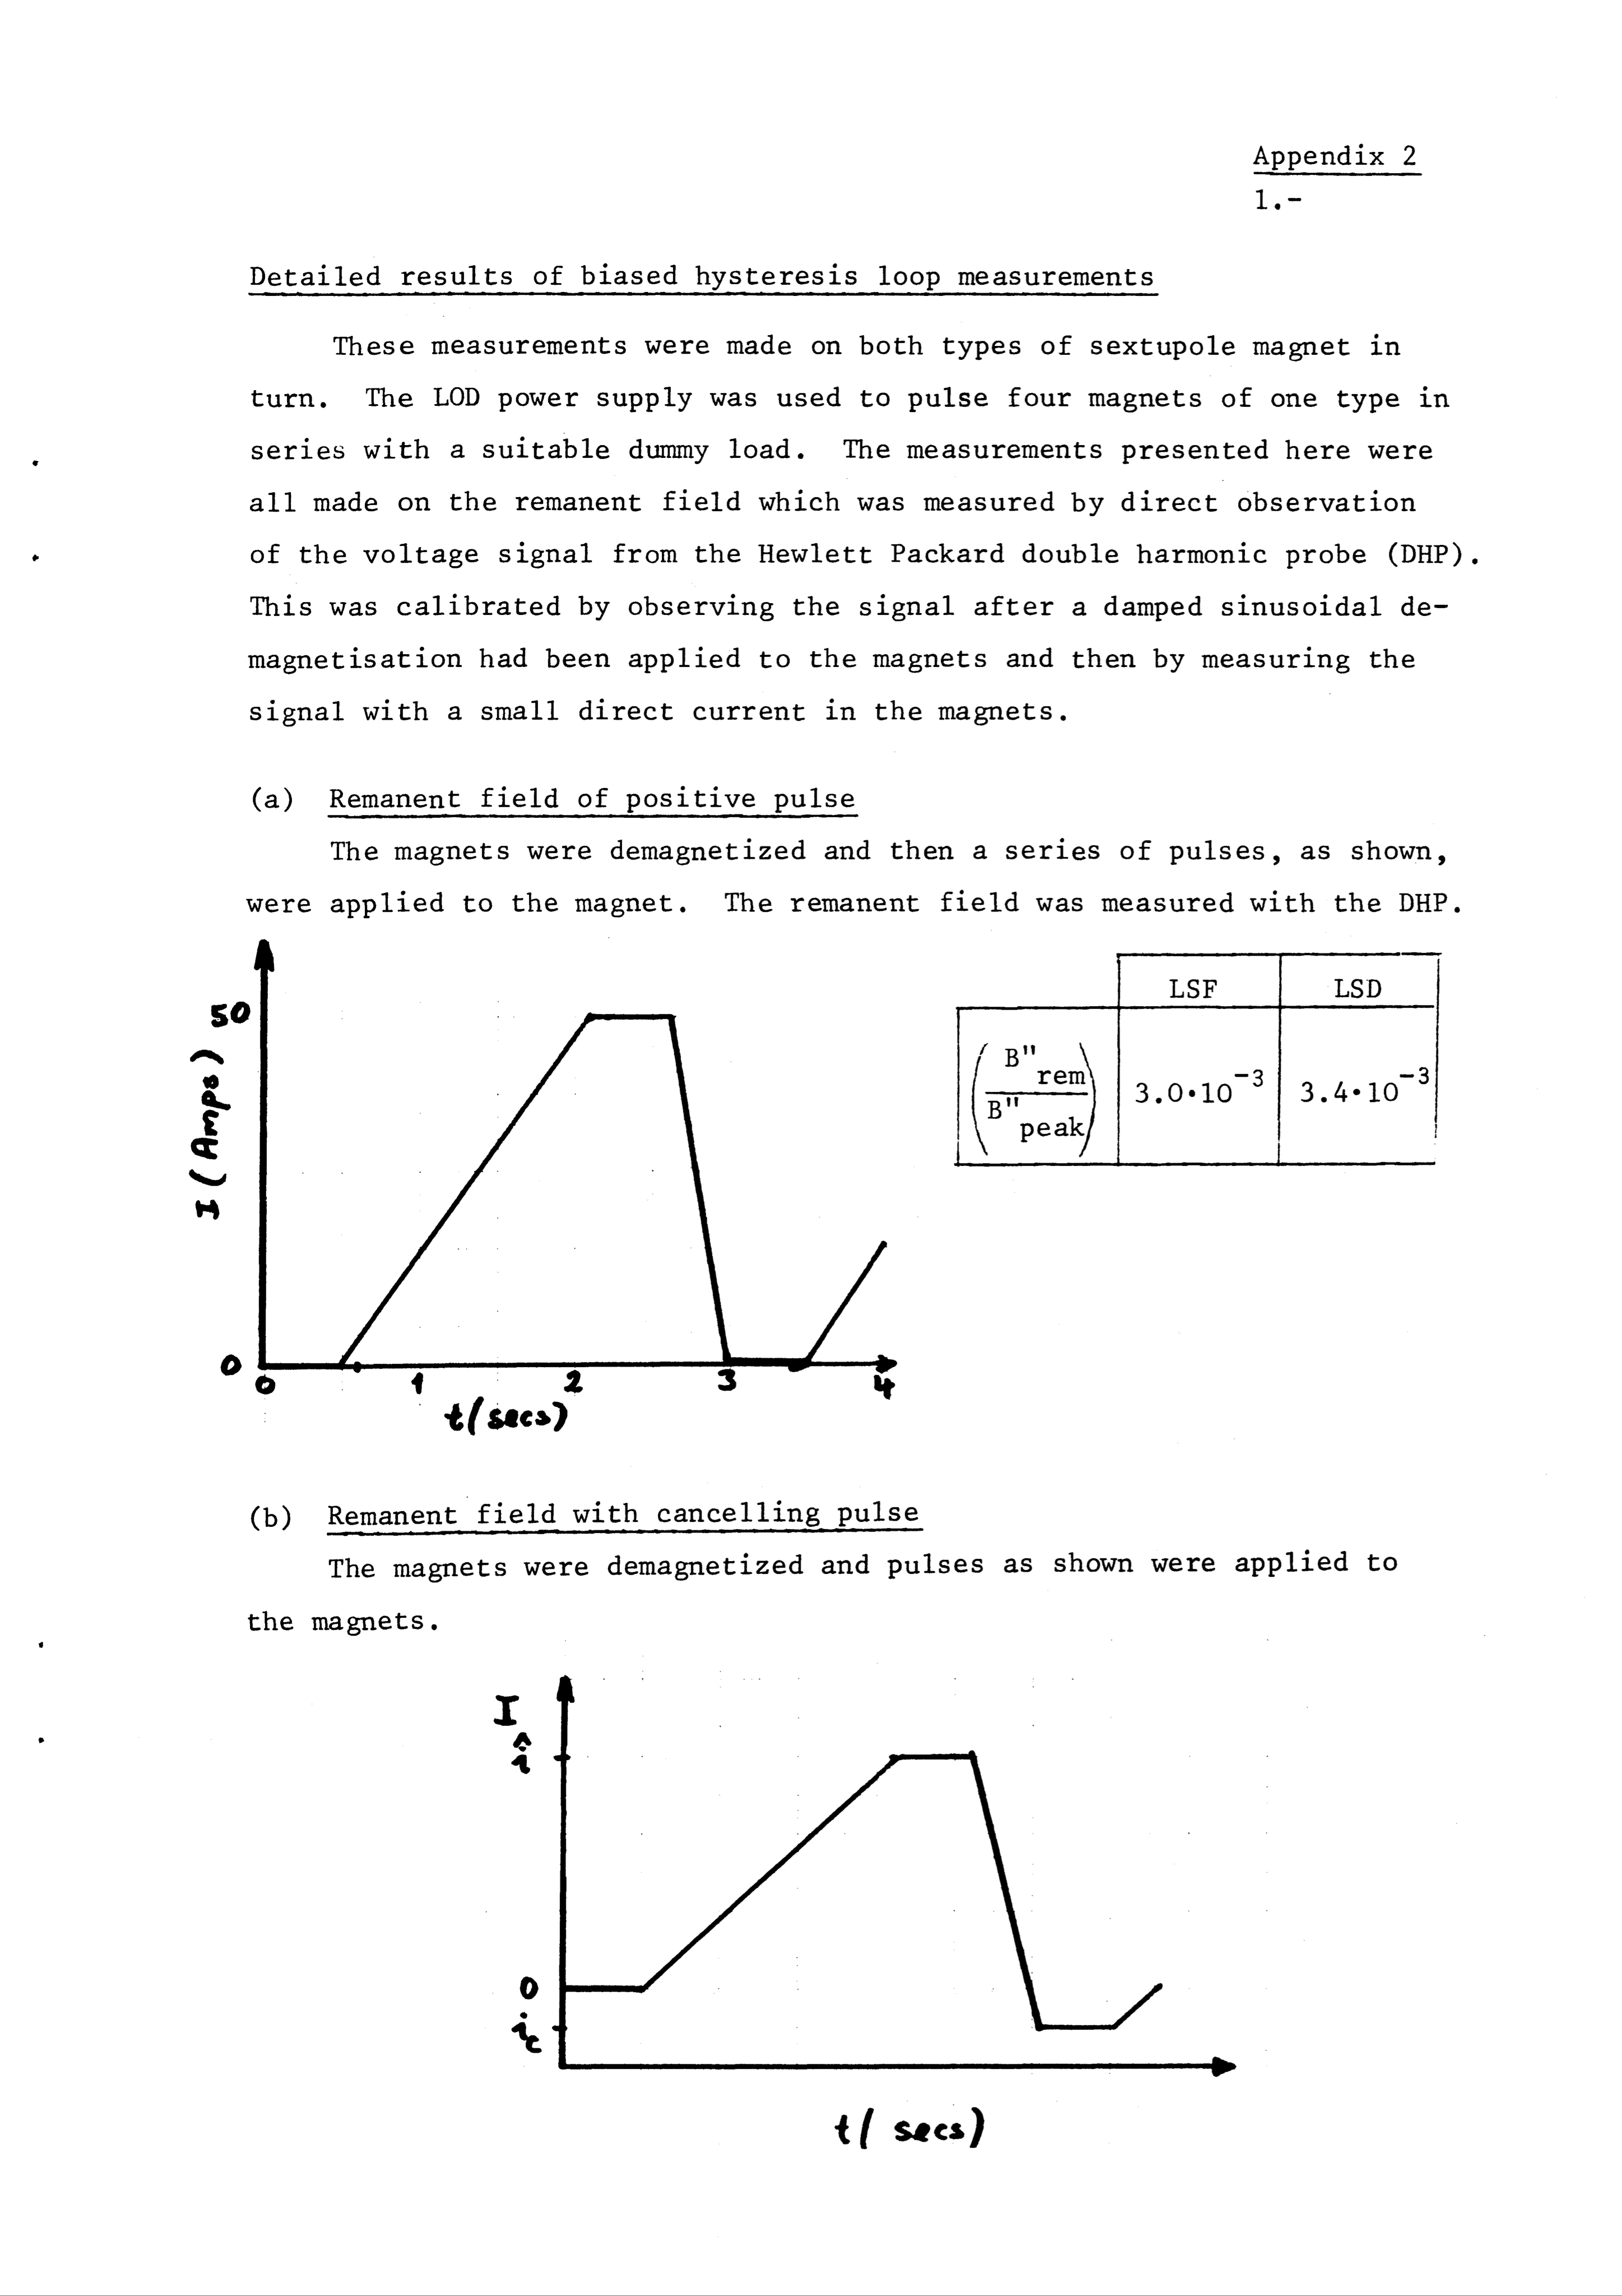 Appendix 2
1.-
Detailed results of biased hysteresis loop measurements
These measurements were made on both types of sextupole magnet in
turn. The LOD power supply was used to pulse four magnets of one type in
series with a suitable dummy load. The measurements presented here were
all made on the remanent field which was measured by direct observation
of the voltage signal from the Hewlett Packard double harmonic probe (DHP).
This was calibrated by observing the signal after a damped sinusoidal de-
magnetisation had been applied to the magnets and then by measuring the
signal with a small direct current in the magnets.
(a) Remanent field of positive pulse
The magnets were demagnetized and then a series of pulses, as shown,
were applied to the magnet. The remanent field was measured with the DHP.
50
I (Amps)
0
0 1 2 3 4
t(secs)
LSF LSD
B"rem
B"peak
3.0·10⁻³ 3.4·10⁻³
(b) Remanent field with cancelling pulse
The magnets were demagnetized and pulses as shown were applied to
the magnets.
I
î
0
ic
t( secs)